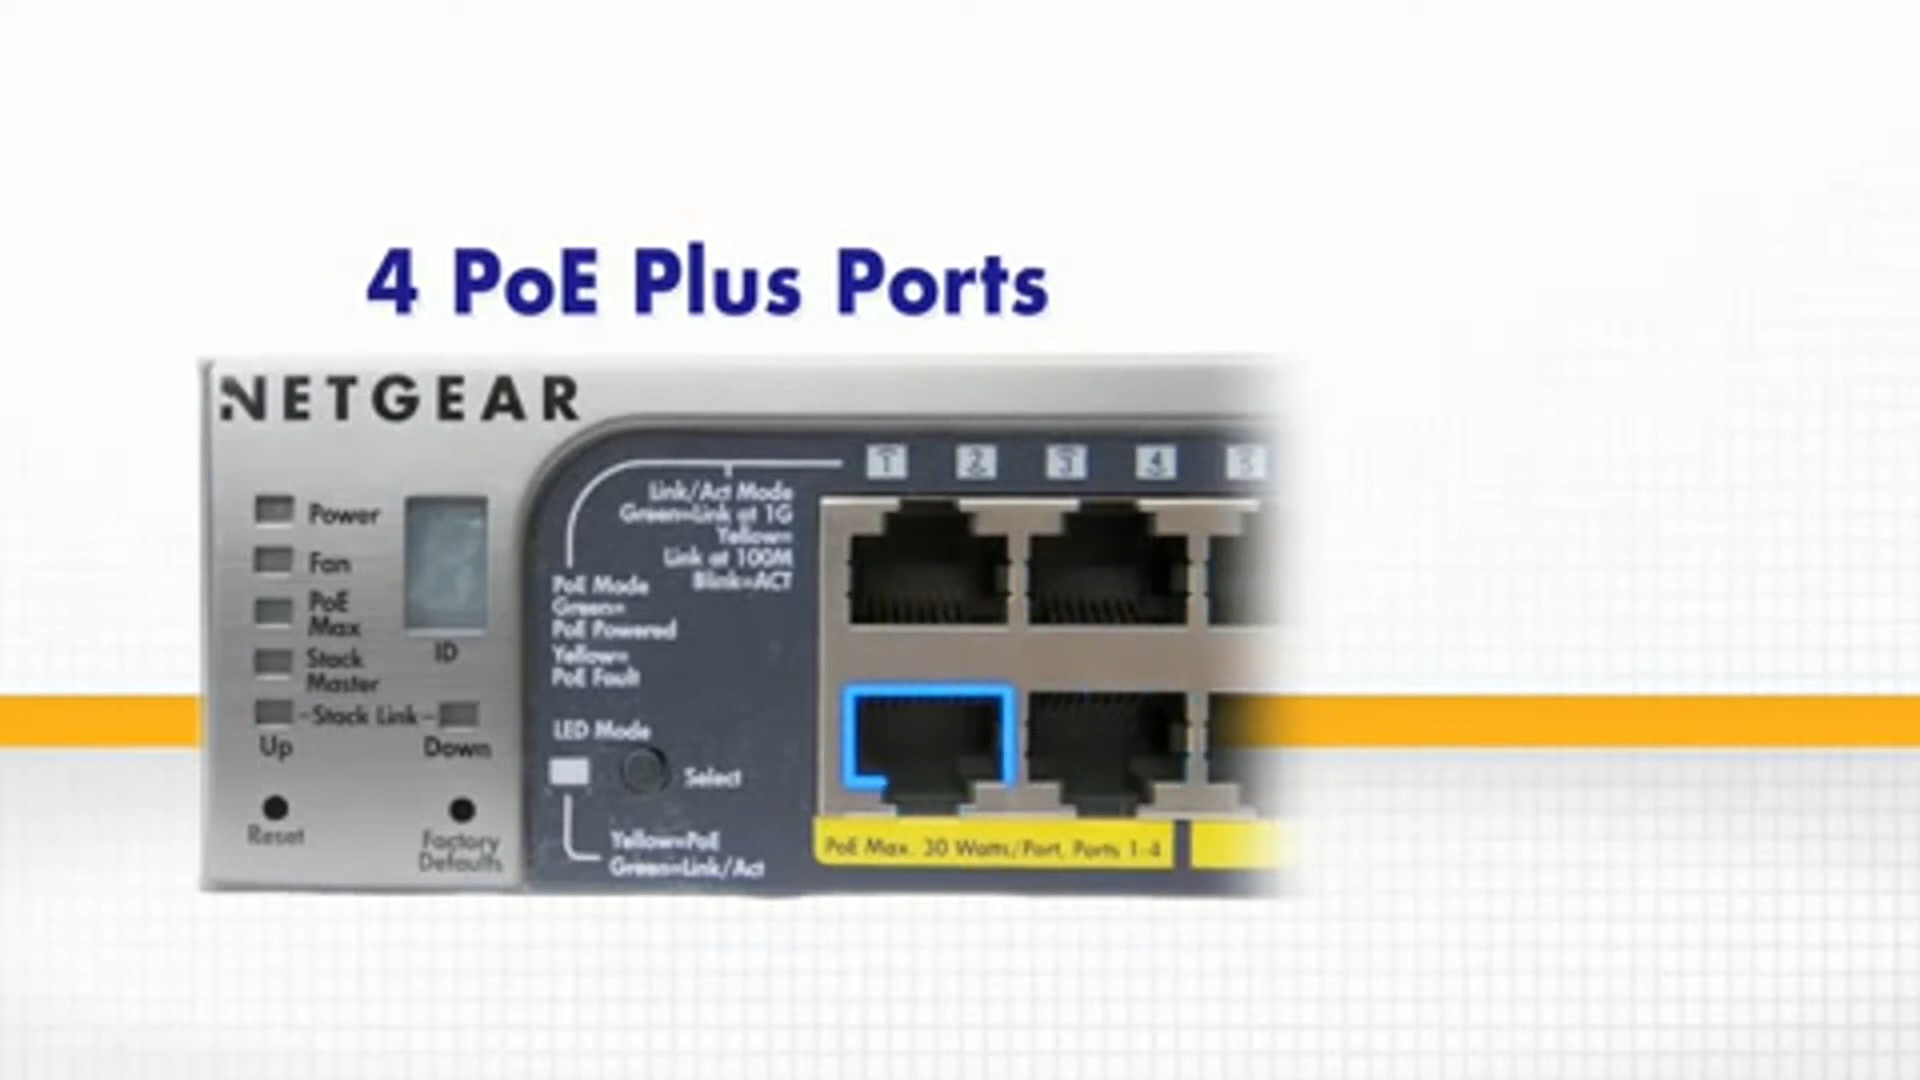 4 PoE Plus Ports
NETGEAR
1 2 3 4 5
Power
Fan
PoE
Max
Stack
Master
-Stack Link-
Up
Down
ID
Reset
Factory
Defaults
Link/Act Mode
Green=Link at 1G
Yellow=
Link at 100M
Blink=ACT
PoE Mode
Green=
PoE Powered
Yellow=
PoE Fault
LED Mode
Select
Yellow=PoE
Green=Link/Act
PoE Max. 30 Watts/Port, Ports 1-4